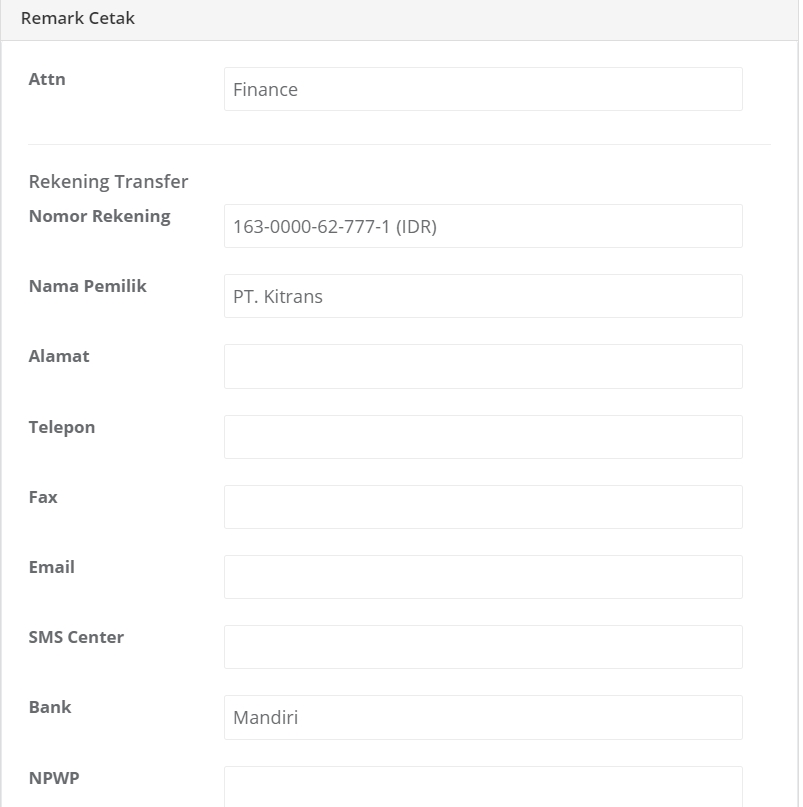 Remark Cetak
Attn
Finance
Rekening Transfer
Nomor Rekening
163-0000-62-777-1 (IDR)
Nama Pemilik
PT. Kitrans
Alamat
Telepon
Fax
Email
SMS Center
Bank
Mandiri
NPWP